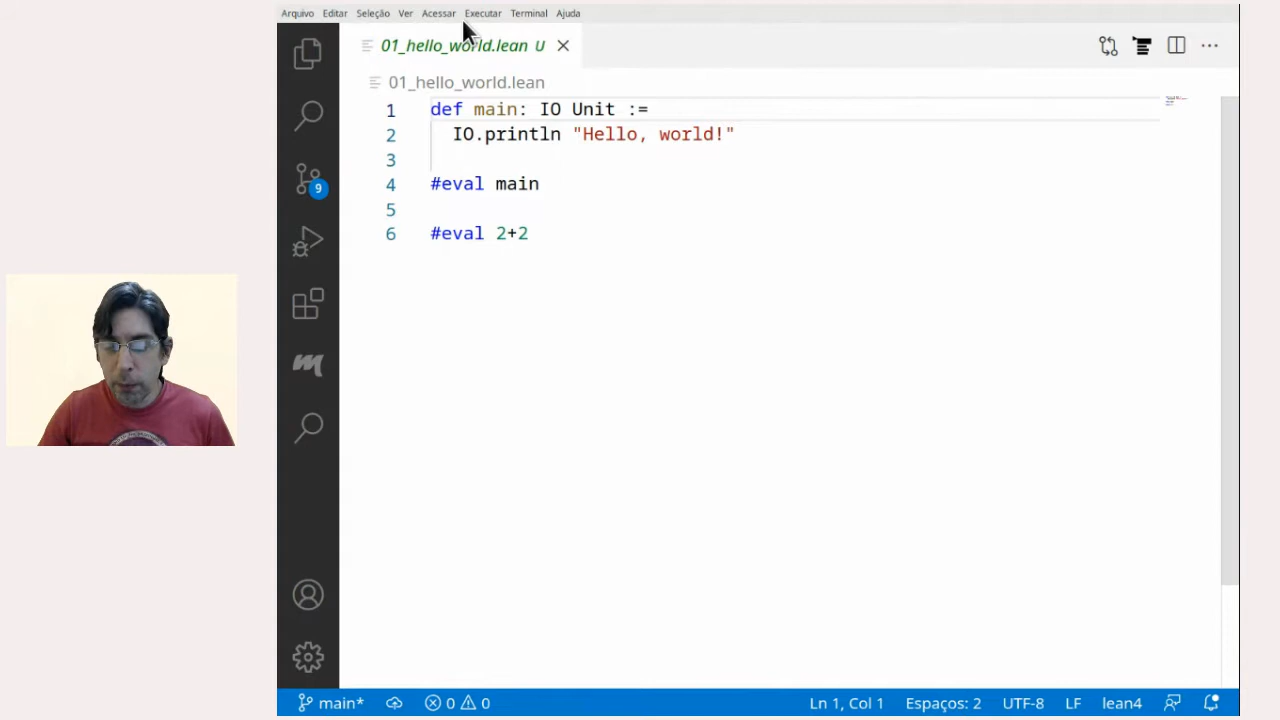 Arquivo Editar Seleção Ver Acessar Executar Terminal Ajuda
01_hello_world.lean U
01_hello_world.lean
1 def main: IO Unit :=
2 IO.println "Hello, world!"
3
4 #eval main
5
6 #eval 2+2
9
main* 0 0 Ln 1, Col 1 Espaços: 2 UTF-8 LF lean4